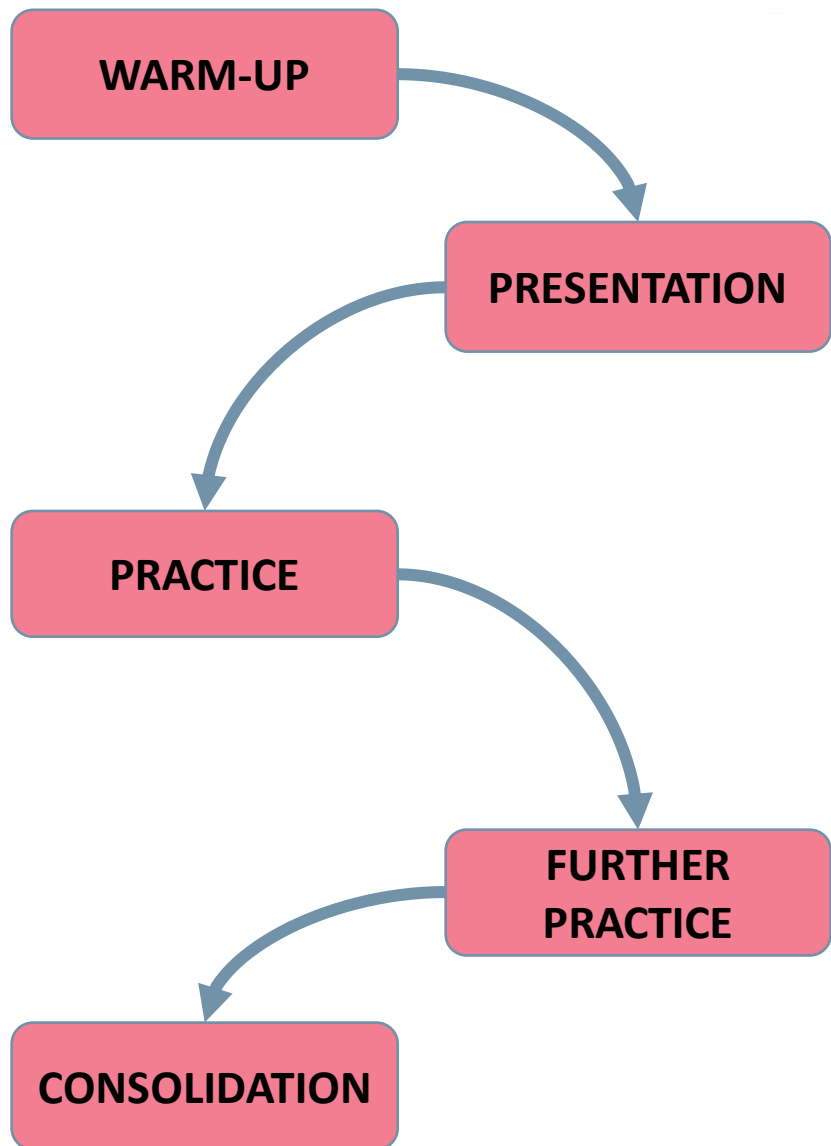 WARM-UP
PRESENTATION
PRACTICE
FURTHER
PRACTICE
CONSOLIDATION